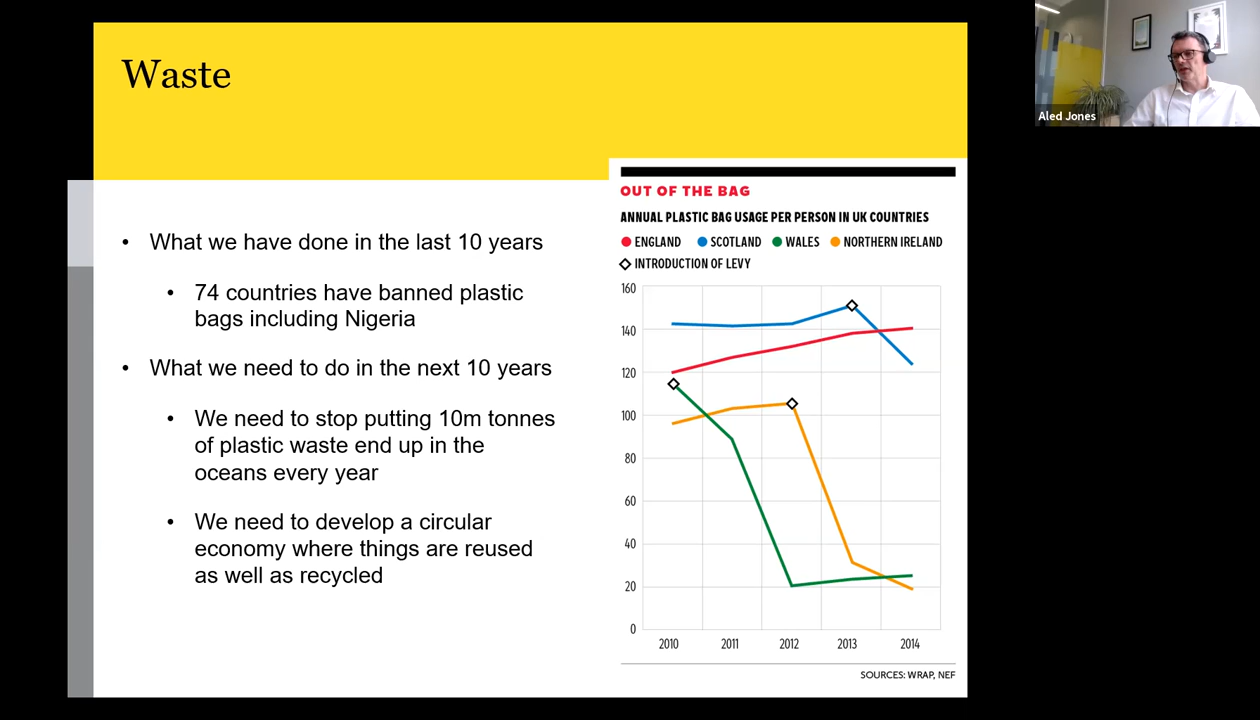 Waste
• What we have done in the last 10 years
• 74 countries have banned plastic
bags including Nigeria
• What we need to do in the next 10 years
• We need to stop putting 10m tonnes
of plastic waste end up in the
oceans every year
• We need to develop a circular
economy where things are reused
as well as recycled
OUT OF THE BAG
ANNUAL PLASTIC BAG USAGE PER PERSON IN UK COUNTRIES
ENGLAND SCOTLAND WALES NORTHERN IRELAND
INTRODUCTION OF LEVY
160
140
120
100
80
60
40
20
0
2010 2011 2012 2013 2014
SOURCES: WRAP, NEF
Aled Jones